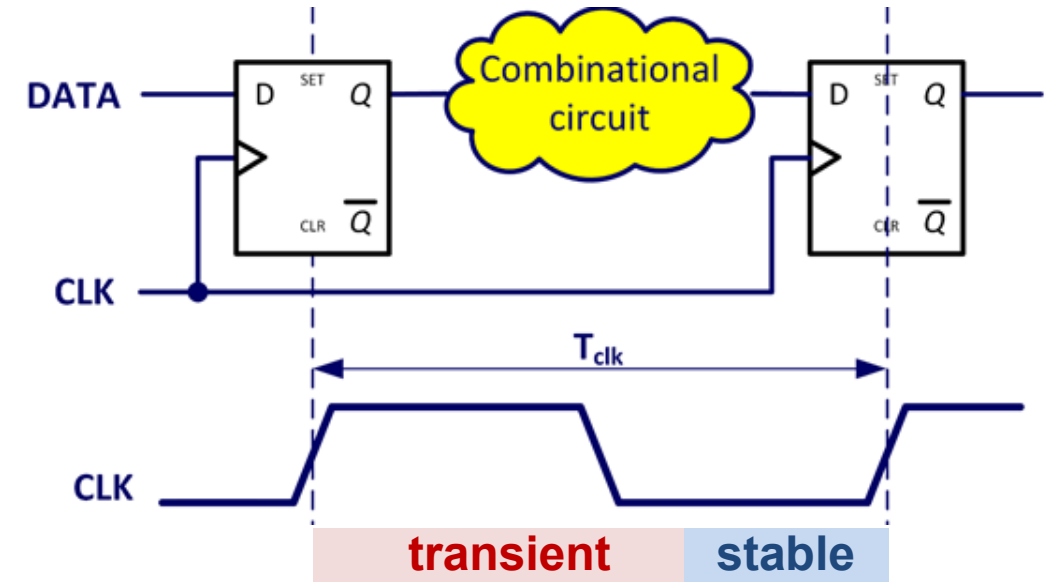 SET
SET
Combinational
DATA
D
Q
circuit
D
Q
CLR
Q
CLR
Q
CLK
Tclk
CLK
transient
stable